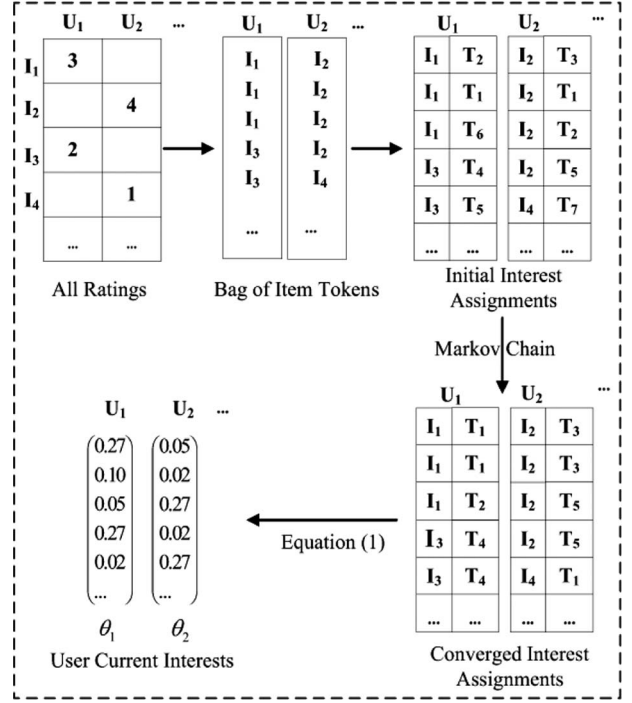 U₁ U₂ ...
I₁ 3
I₂ 4
I₃ 2
I₄ 1
... ...
All Ratings
U₁ U₂ ...
I₁ I₂
I₁ I₂
I₁ I₂
I₃ I₂
I₃ I₄
... ...
Bag of Item Tokens
U₁ U₂ ...
I₁ T₂ I₂ T₃
I₁ T₁ I₂ T₁
I₁ T₆ I₂ T₂
I₃ T₄ I₂ T₅
I₃ T₅ I₄ T₇
... ... ... ...
Initial Interest
Assignments
Markov Chain
U₁ U₂ ...
I₁ T₁ I₂ T₃
I₁ T₁ I₂ T₃
I₁ T₂ I₂ T₅
I₃ T₄ I₂ T₅
I₃ T₄ I₄ T₁
... ... ... ...
Converged Interest
Assignments
Equation (1)
U₁ U₂ ...
0.27 0.05
0.10 0.02
0.05 0.27
0.27 0.02
0.02 0.27
... ...
θ₁ θ₂
User Current Interests